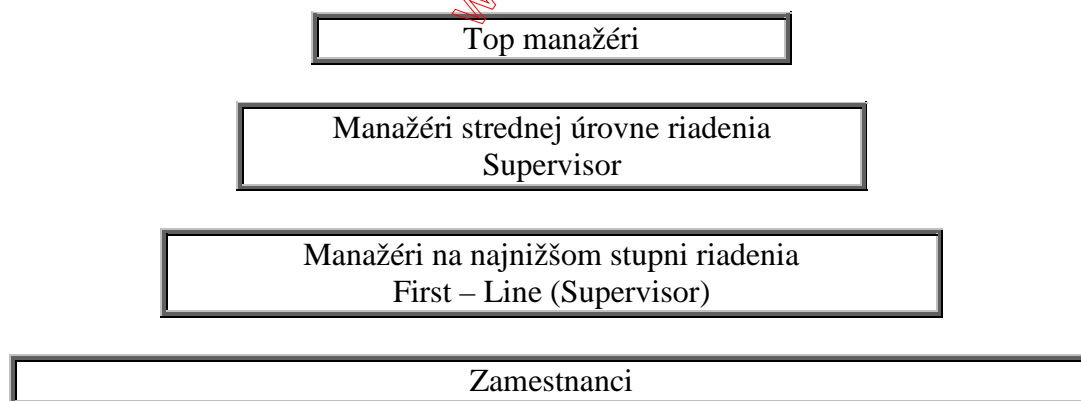 Top manažéri
Manažéri strednej úrovne riadenia
Supervisor
Manažéri na najnižšom stupni riadenia
First – Line (Supervisor)
Zamestnanci